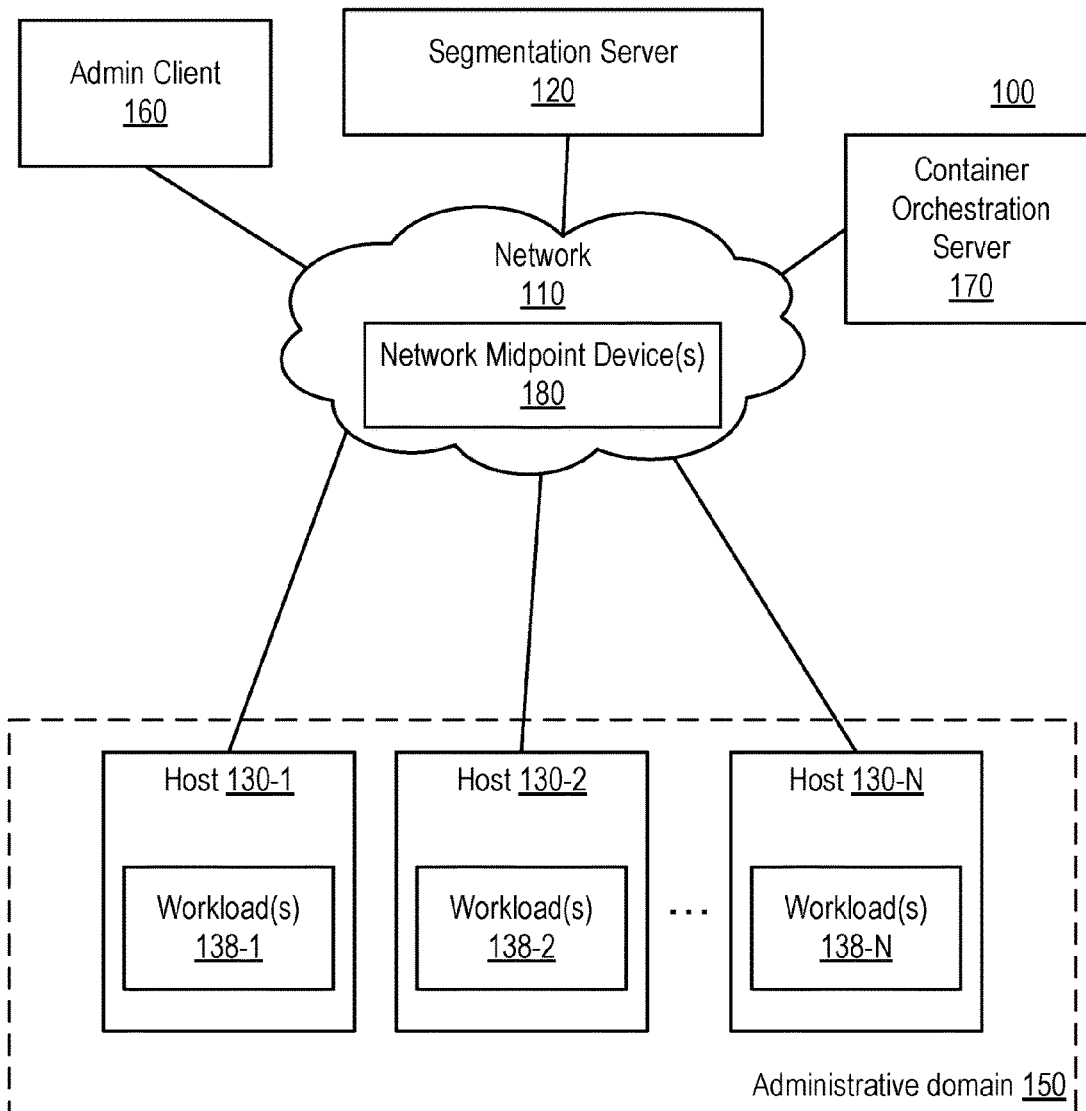 Admin Client
160
Segmentation Server
120
100
Container
Orchestration
Server
170
Network
110
Network Midpoint Device(s)
180
Host 130-1
Host 130-2
Host 130-N
Workload(s)
138-1
Workload(s)
138-2
...
Workload(s)
138-N
Administrative domain 150